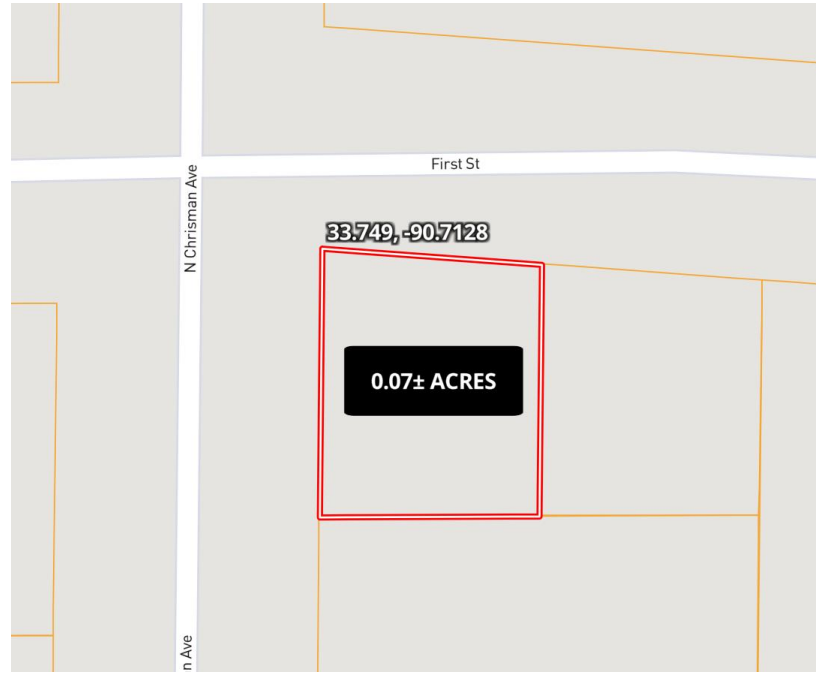 First St
N Chrisman Ave
33.749, -90.7128
0.07± ACRES
n Ave